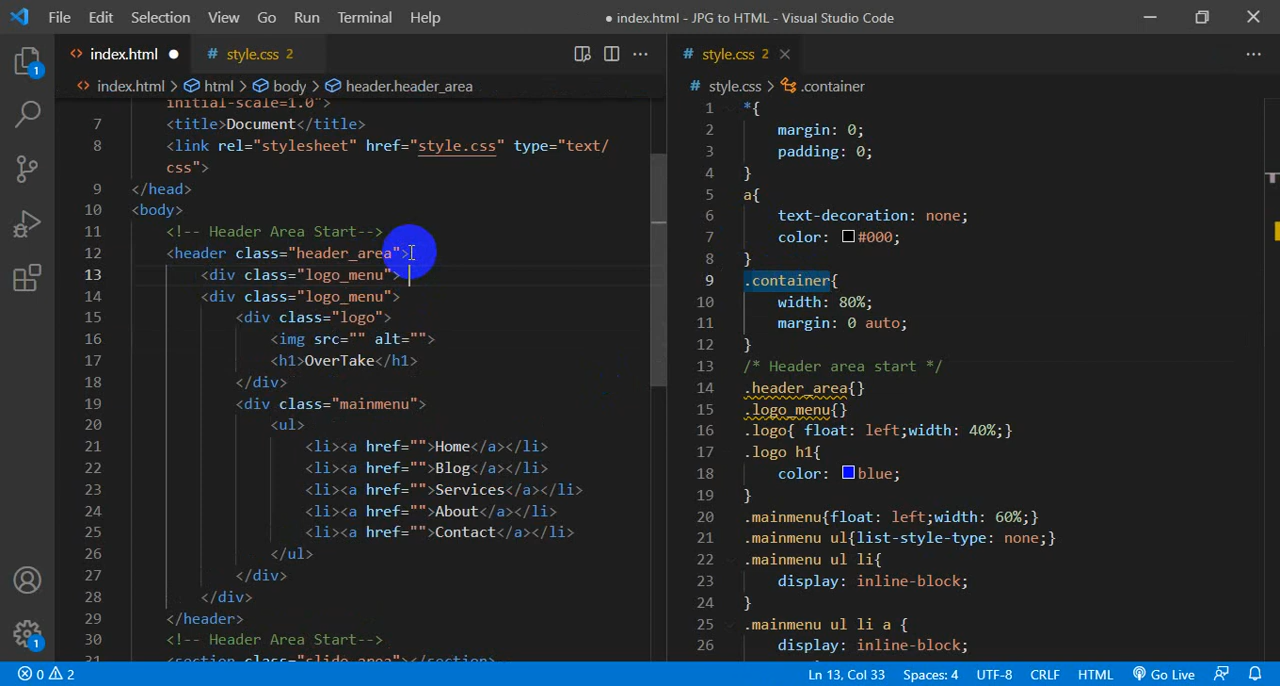 File Edit Selection View Go Run Terminal Help
● index.html - JPG to HTML - Visual Studio Code
index.html ●
# style.css 2
1
index.html > html > body > header.header_area
initial-scale=1.0">
7 <title>Document</title>
8 <link rel="stylesheet" href="style.css" type="text/
css">
9 </head>
10 <body>
11 <!-- Header Area Start-->
12 <header class="header_area">
13 <div class="logo_menu">
14 <div class="logo_menu">
15 <div class="logo">
16 <img src="" alt="">
17 <h1>OverTake</h1>
18 </div>
19 <div class="mainmenu">
20 <ul>
21 <li><a href="">Home</a></li>
22 <li><a href="">Blog</a></li>
23 <li><a href="">Services</a></li>
24 <li><a href="">About</a></li>
25 <li><a href="">Contact</a></li>
26 </ul>
27 </div>
28 </div>
29 </header>
30 <!-- Header Area Start-->
31 <section class="slide_area"></section>
1
# style.css 2
# style.css > .container
1 *{
2 margin: 0;
3 padding: 0;
4 }
5 a{
6 text-decoration: none;
7 color: #000;
8 }
9 .container{
10 width: 80%;
11 margin: 0 auto;
12 }
13 /* Header area start */
14 .header_area{}
15 .logo_menu{}
16 .logo{ float: left;width: 40%;}
17 .logo h1{
18 color: blue;
19 }
20 .mainmenu{float: left;width: 60%;}
21 .mainmenu ul{list-style-type: none;}
22 .mainmenu ul li{
23 display: inline-block;
24 }
25 .mainmenu ul li a {
26 display: inline-block;
0 2
Ln 13, Col 33 Spaces: 4 UTF-8 CRLF HTML Go Live